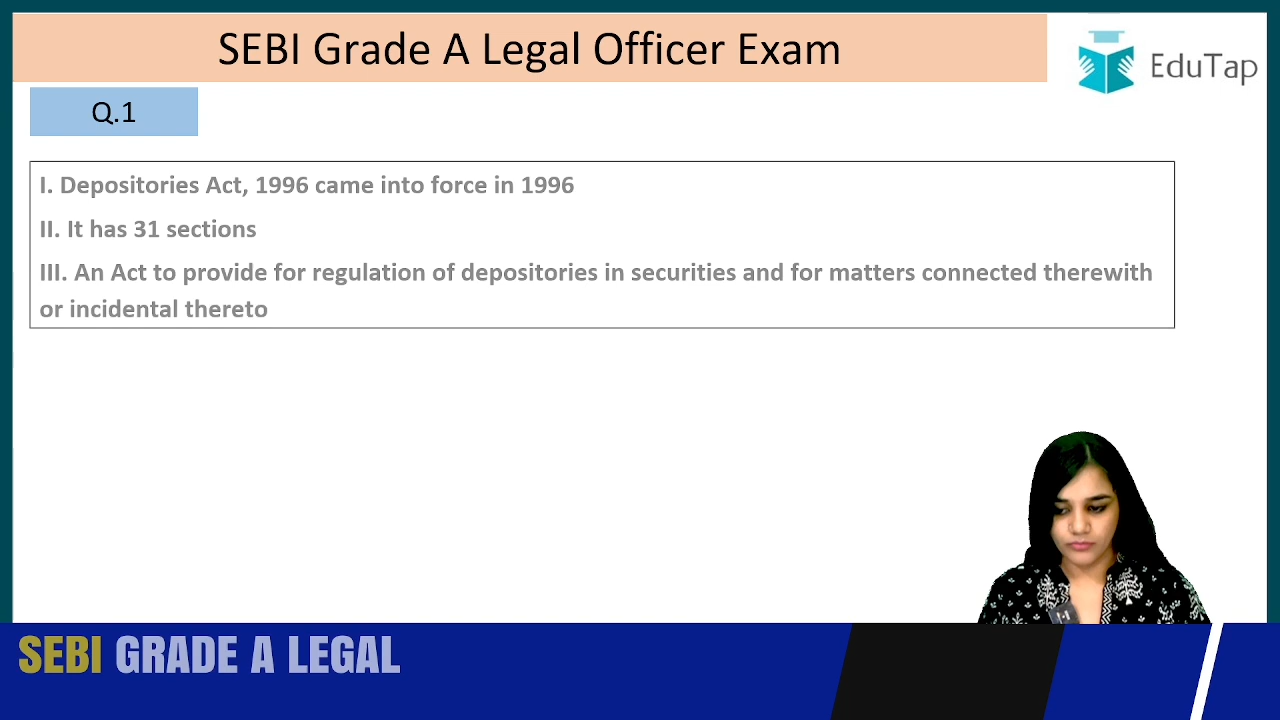 SEBI Grade A Legal Officer Exam
EduTap
Q.1
I. Depositories Act, 1996 came into force in 1996
II. It has 31 sections
III. An Act to provide for regulation of depositories in securities and for matters connected therewith
or incidental thereto
SEBI GRADE A LEGAL